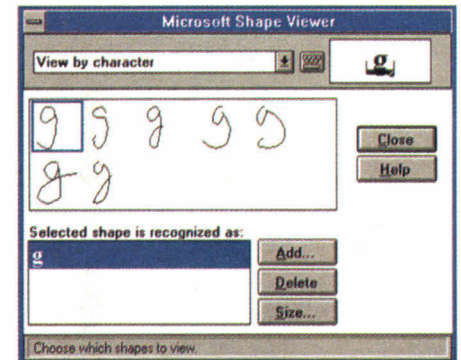 Microsoft Shape Viewer
View by character
g
g g g g g
Close
g g
Help
Selected shape is recognized as:
g
Add...
Delete
Size...
Choose which shapes to view.